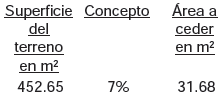 Superficie Concepto Área a
del ceder
terreno en m²
en m²
452.65 7% 31.68